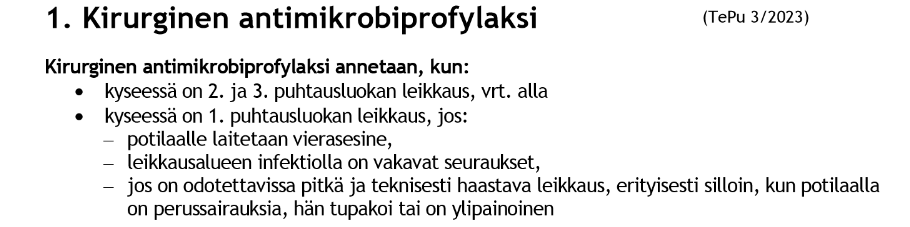 1. Kirurginen antimikrobiprofylaksi (TePu 3/2023)
Kirurginen antimikrobiprofylaksi annetaan, kun:
• kyseessä on 2. ja 3. puhtausluokan leikkaus, vrt. alla
• kyseessä on 1. puhtausluokan leikkaus, jos:
– potilaalle laitetaan vierasesine,
– leikkausalueen infektiolla on vakavat seuraukset,
– jos on odotettavissa pitkä ja teknisesti haastava leikkaus, erityisesti silloin, kun potilaalla
on perussairauksia, hän tupakoi tai on ylipainoinen